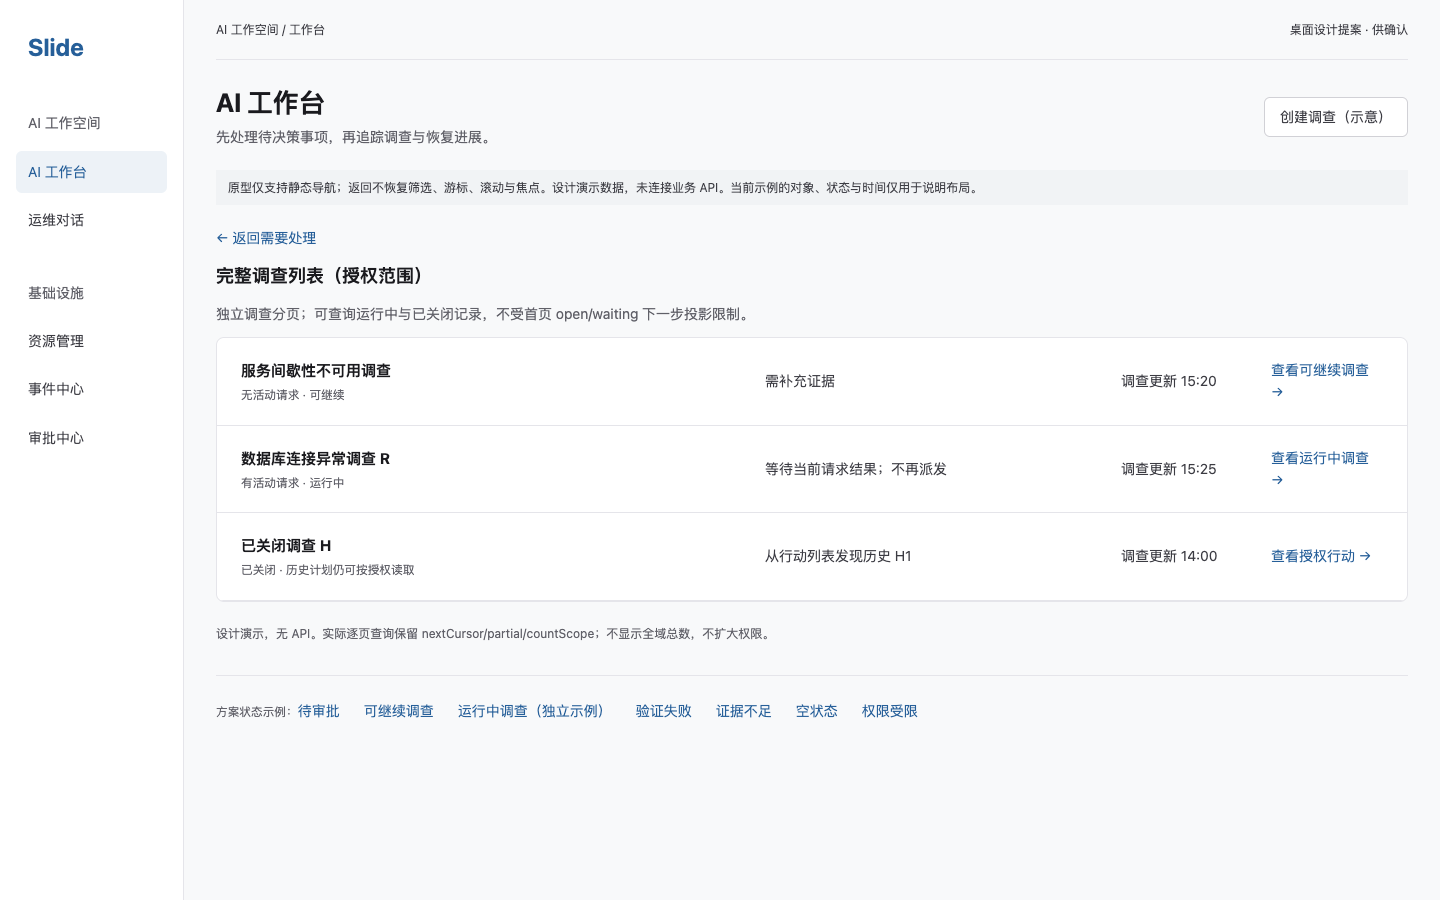 Slide
AI 工作空间
AI 工作台
运维对话
基础设施
资源管理
事件中心
审批中心
AI 工作空间 / 工作台
桌面设计提案 · 供确认
AI 工作台
先处理待决策事项，再追踪调查与恢复进展。
创建调查（示意）
原型仅支持静态导航；返回不恢复筛选、游标、滚动与焦点。设计演示数据，未连接业务 API。当前示例的对象、状态与时间仅用于说明布局。
← 返回需要处理
完整调查列表（授权范围）
独立调查分页；可查询运行中与已关闭记录，不受首页 open/waiting 下一步投影限制。
服务间歇性不可用调查
无活动请求 · 可继续
需补充证据
调查更新 15:20
查看可继续调查
→
数据库连接异常调查 R
有活动请求 · 运行中
等待当前请求结果；不再派发
调查更新 15:25
查看运行中调查
→
已关闭调查 H
已关闭 · 历史计划仍可按授权读取
从行动列表发现历史 H1
调查更新 14:00
查看授权行动 →
设计演示，无 API。实际逐页查询保留 nextCursor/partial/countScope；不显示全域总数，不扩大权限。
方案状态示例：待审批 可继续调查 运行中调查（独立示例） 验证失败 证据不足 空状态 权限受限